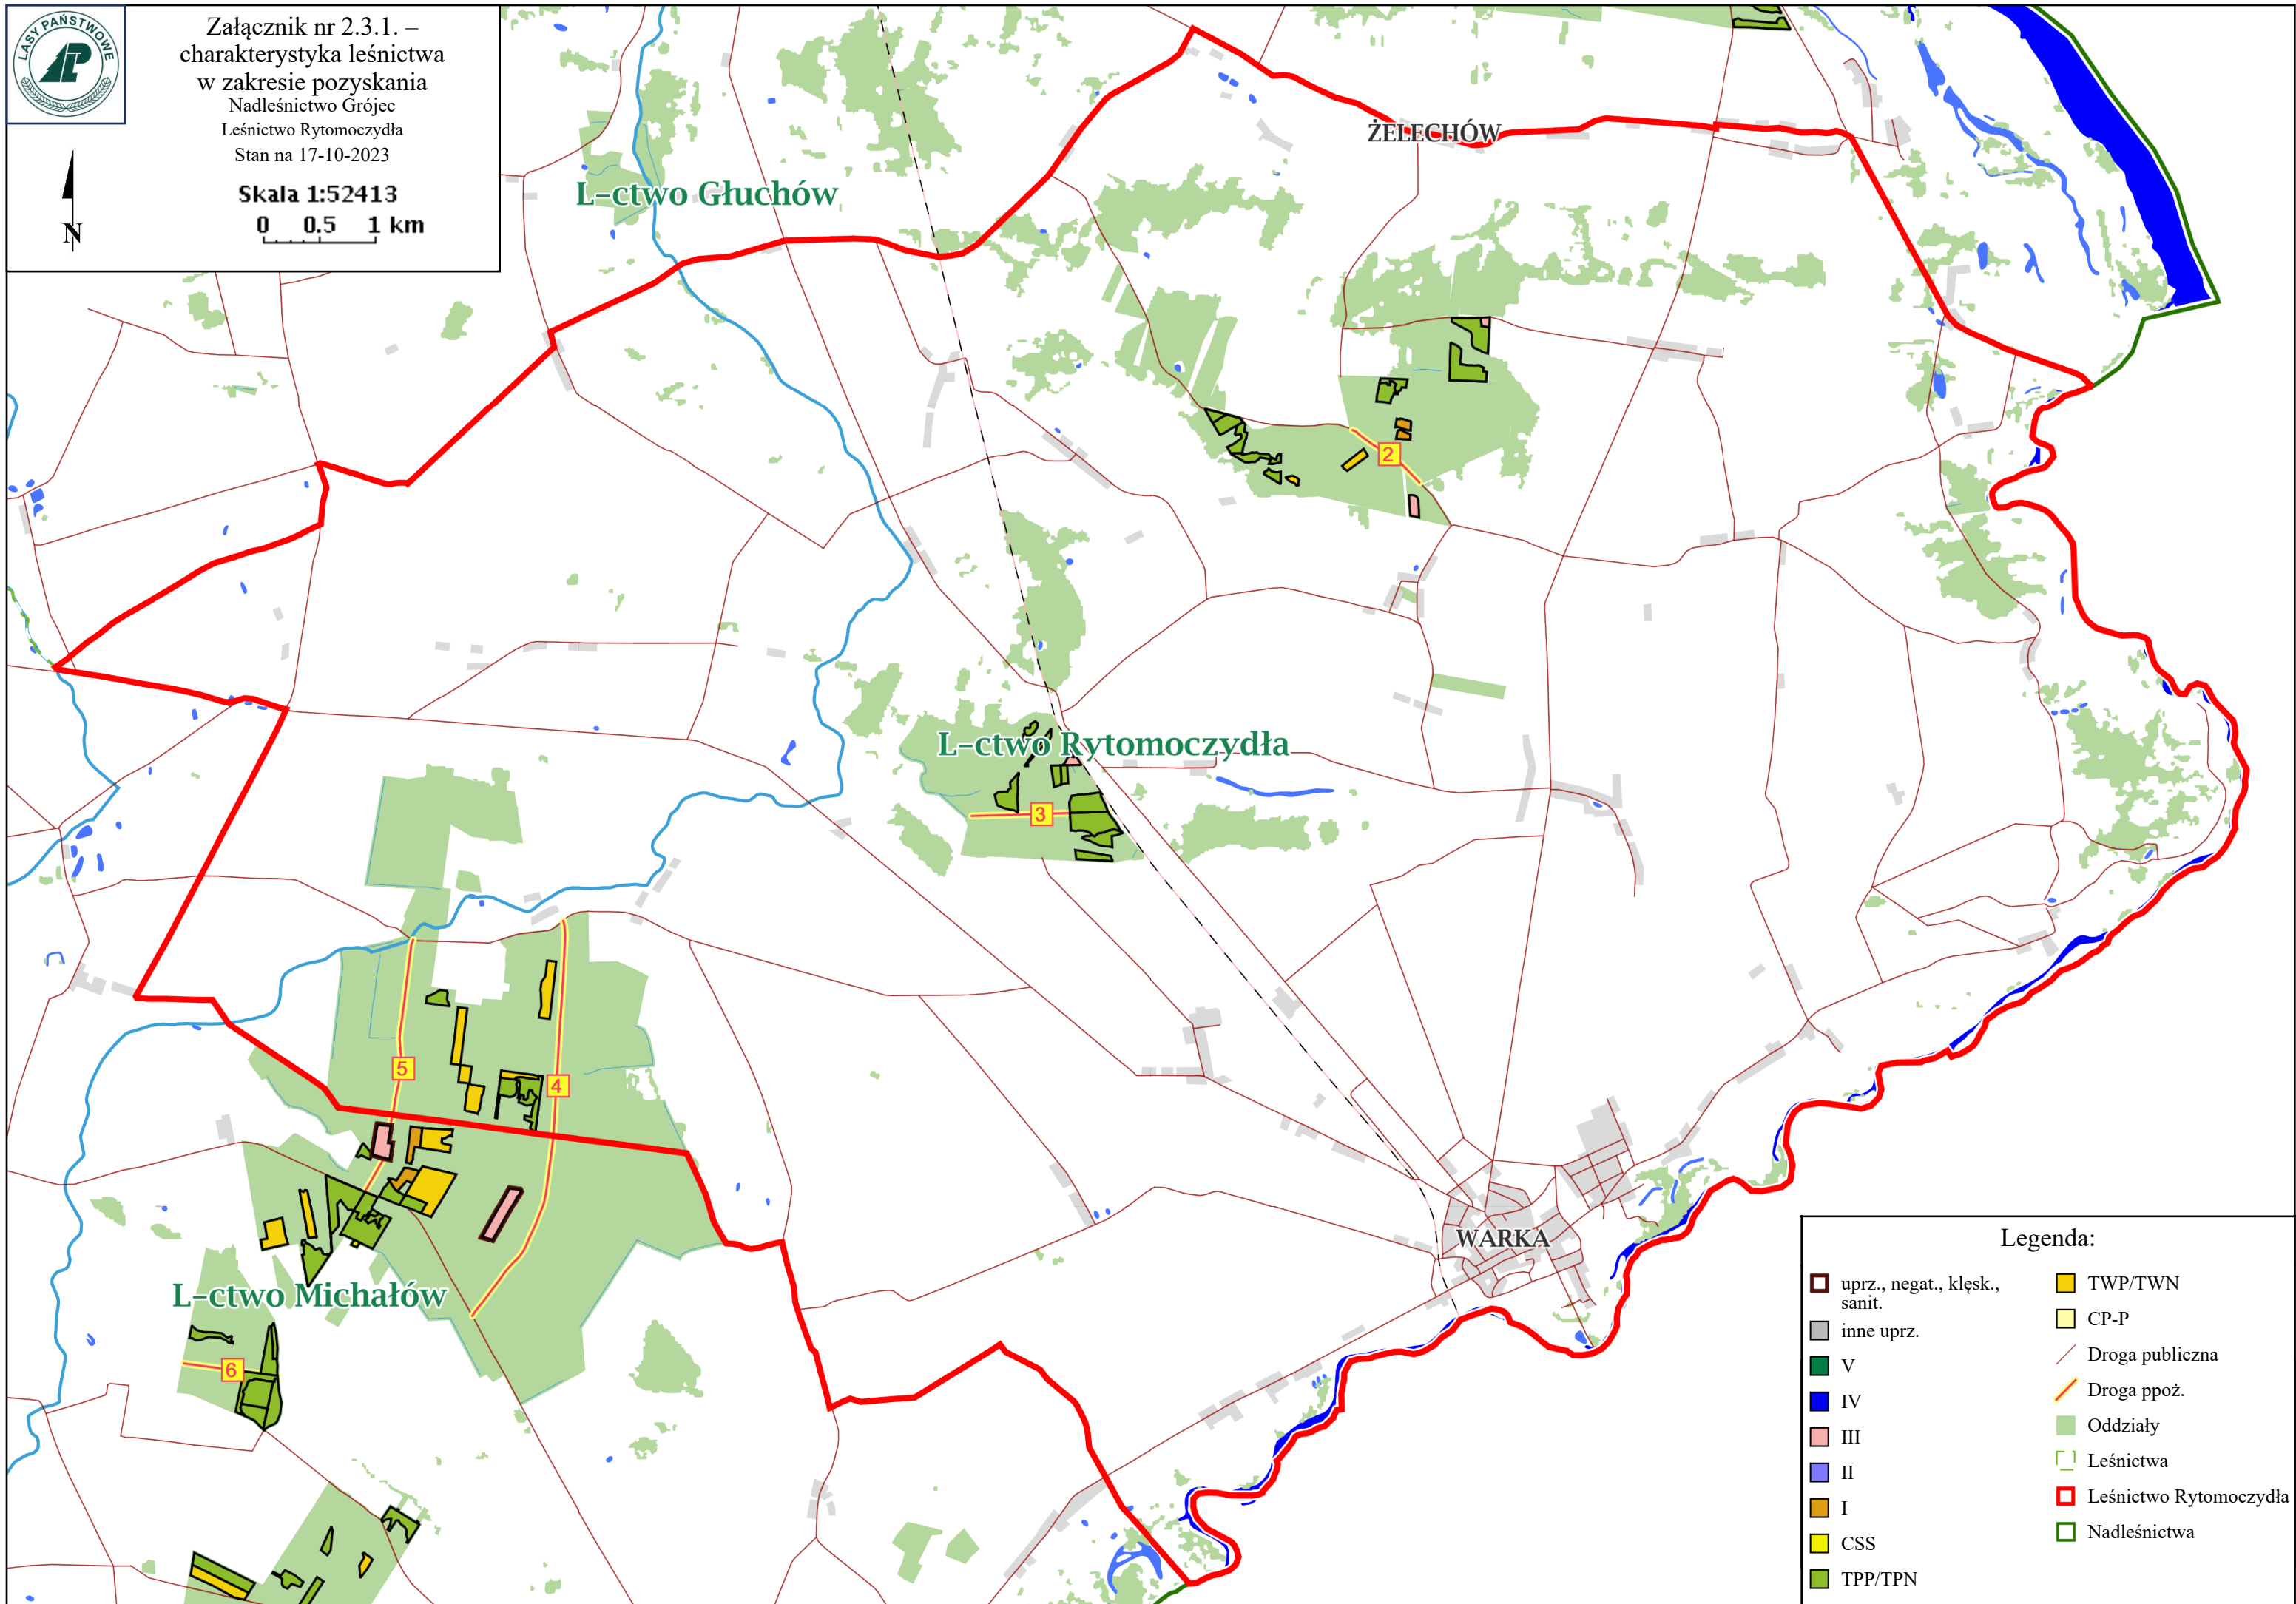 LASY PAŃSTWOWE
Załącznik nr 2.3.1. –
charakterystyka leśnictwa
w zakresie pozyskania
Nadleśnictwo Grójec
Leśnictwo Rytomoczydła
Stan na 17-10-2023
Skala 1:52413
0 0.5 1 km
N
ŻELECHÓW
L-ctwo Głuchów
2
L-ctwo Rytomoczydła
3
5
4
WARKA
L-ctwo Michałów
6
Legenda:
uprz., negat., klęsk.,
sanit.
inne uprz.
V
IV
III
II
I
CSS
TPP/TPN
TWP/TWN
CP-P
Droga publiczna
Droga ppoż.
Oddziały
Leśnictwa
Leśnictwo Rytomoczydła
Nadleśnictwa